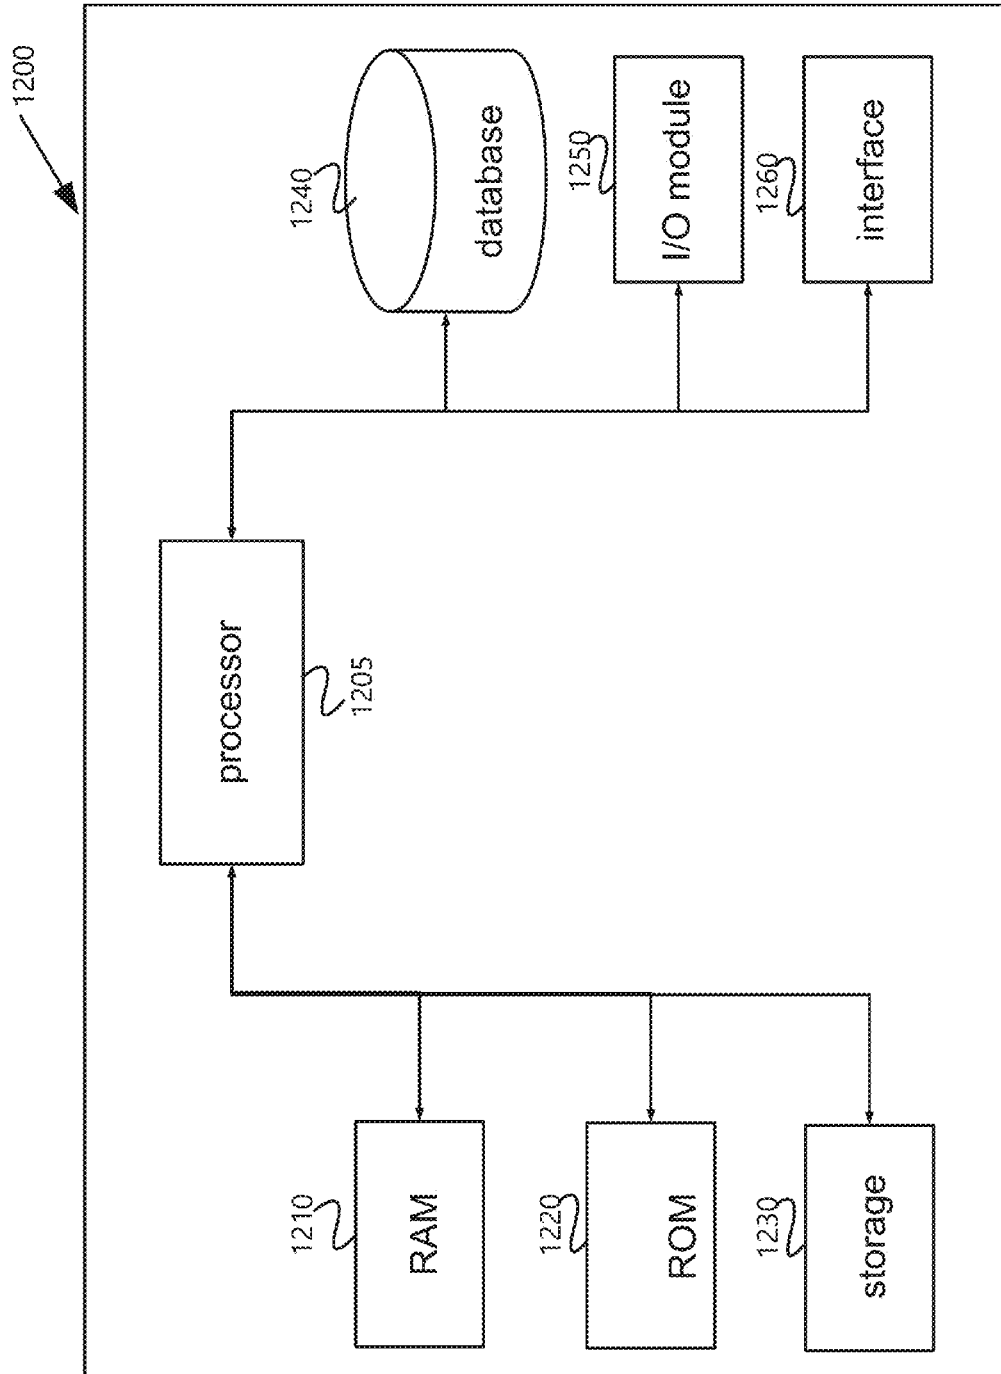 1200
processor
1205
1210
RAM
1240
database
1220
ROM
1250
I/O module
1230
storage
1260
interface